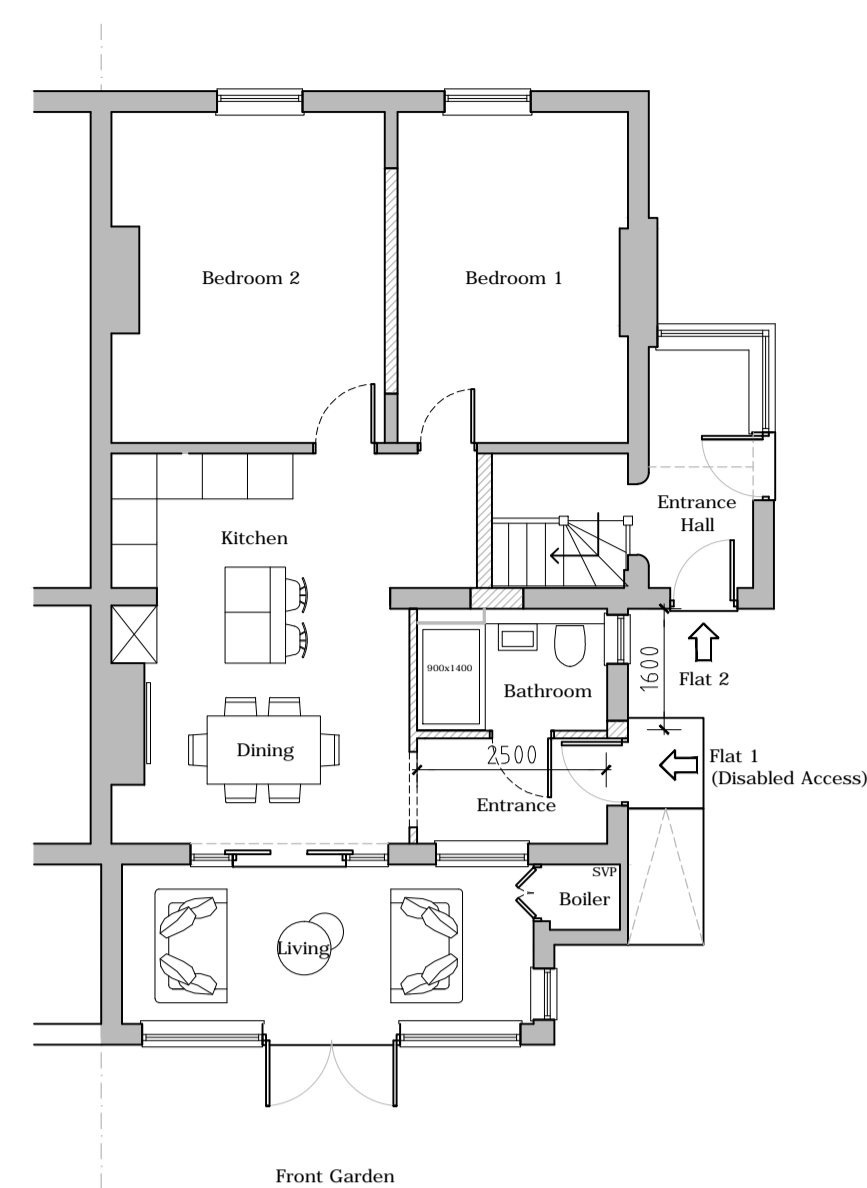 Bedroom 2
Bedroom 1
Entrance
Hall
Kitchen
900x1400
Bathroom
1600
Flat 2
Dining
2500
Flat 1
(Disabled Access)
Entrance
SVP
Boiler
Living
Front Garden